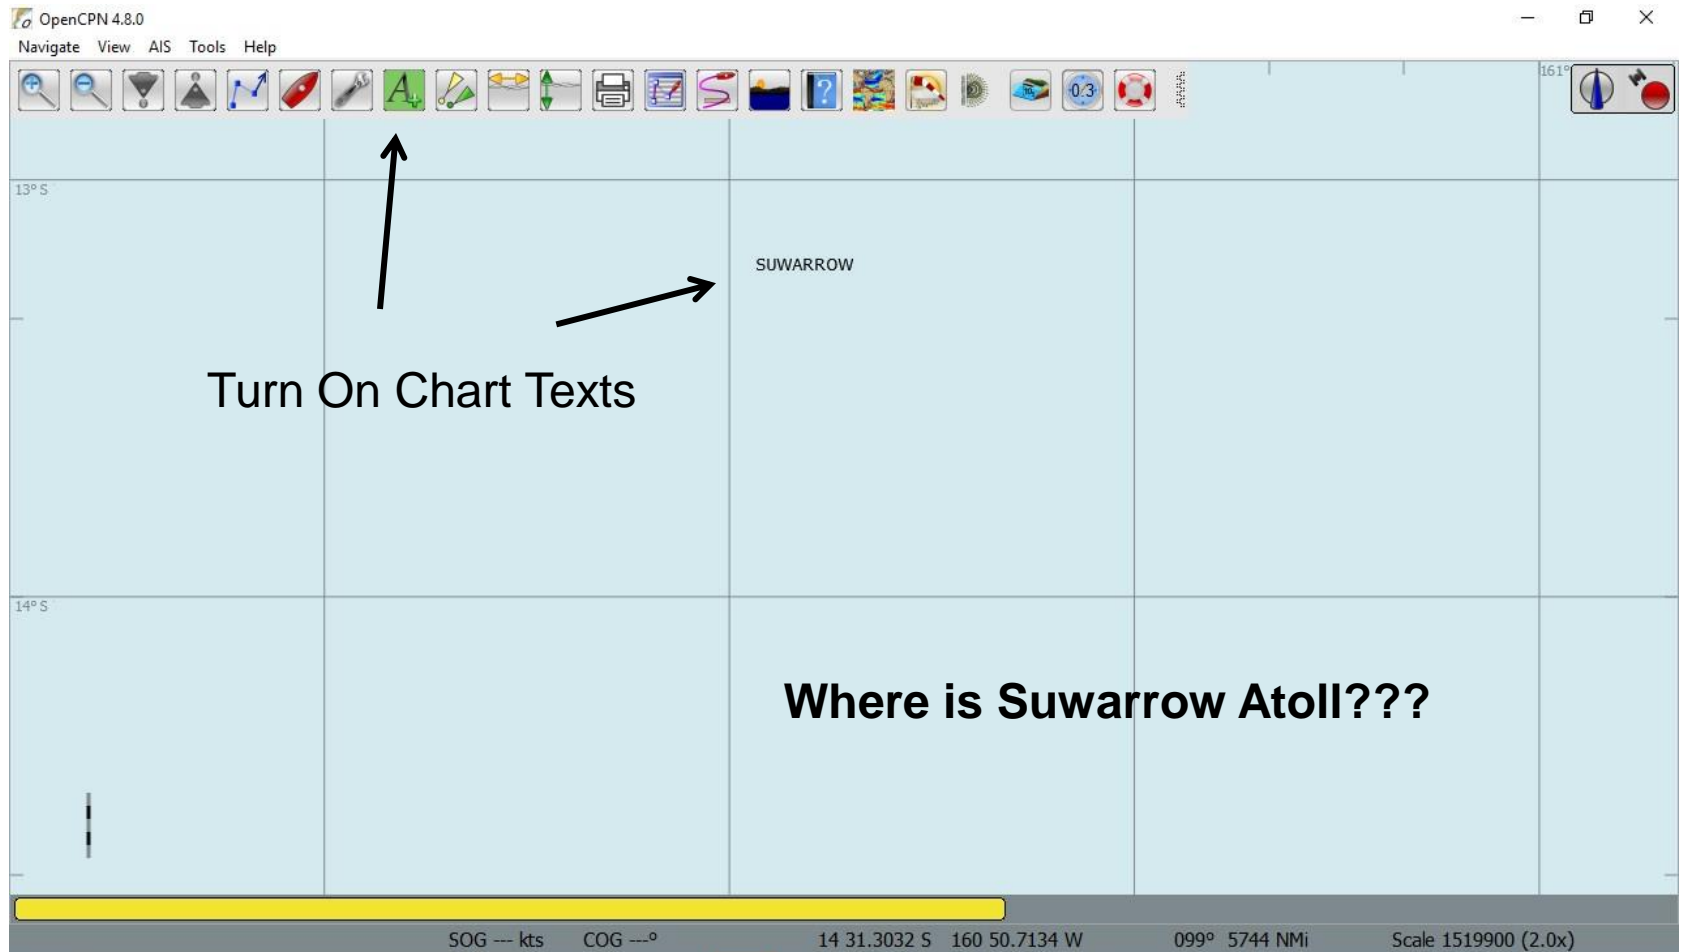 OpenCPN 4.8.0
Navigate View AIS Tools Help
161°
13° S
SUWARROW
Turn On Chart Texts
14° S
Where is Suwarrow Atoll???
SOG --- kts COG ---° 14 31.3032 S 160 50.7134 W 099° 5744 NMi Scale 1519900 (2.0x)